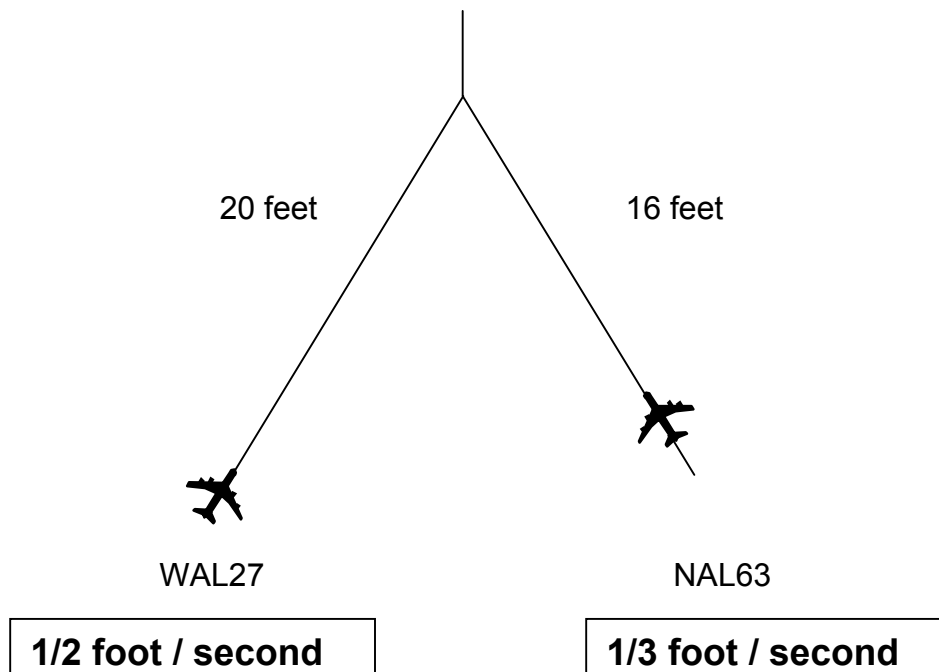 20 feet
16 feet
WAL27
NAL63
1/2 foot / second
1/3 foot / second